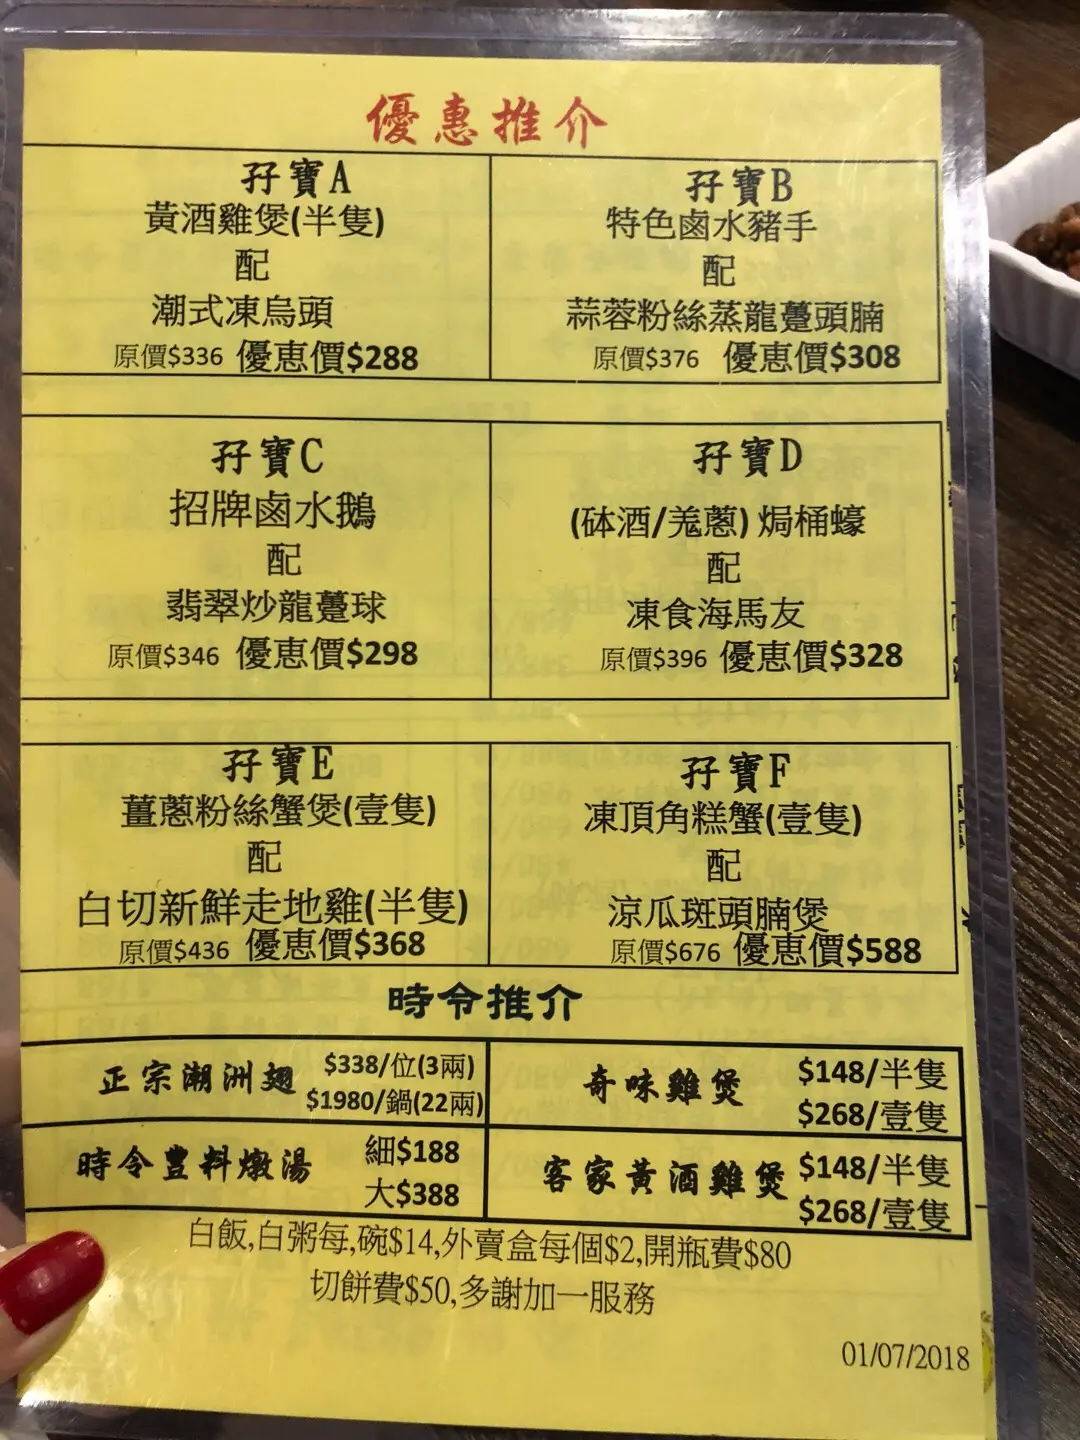 優惠推介
孖寶A
黃酒雞煲(半隻)
配
潮式凍烏頭
原價$336 優恵價$288
孖寶B
特色鹵水豬手
配
蒜蓉粉絲蒸龍躉頭腩
原價$376 優恵價$308
孖寶C
招牌鹵水鵝
配
翡翠炒龍躉球
原價$346 優恵價$298
孖寶D
(砵酒/羗蔥) 焗桶蠔
配
凍食海馬友
原價$396 優恵價$328
孖寶E
薑蔥粉絲蟹煲(壹隻)
配
白切新鮮走地雞(半隻)
原價$436 優恵價$368
孖寶F
凍頂角糕蟹(壹隻)
配
涼瓜斑頭腩煲
原價$676 優恵價$588
時令推介
正宗潮洲翅 $338/位(3兩)
$1980/鍋(22兩)
奇味雞煲 $148/半隻
$268/壹隻
時令豐料燉湯 細$188
大$388
客家黃酒雞煲 $148/半隻
$268/壹隻
白飯,白粥每,碗$14,外賣盒每個$2,開瓶費$80
切餅費$50,多謝加一服務
01/07/2018